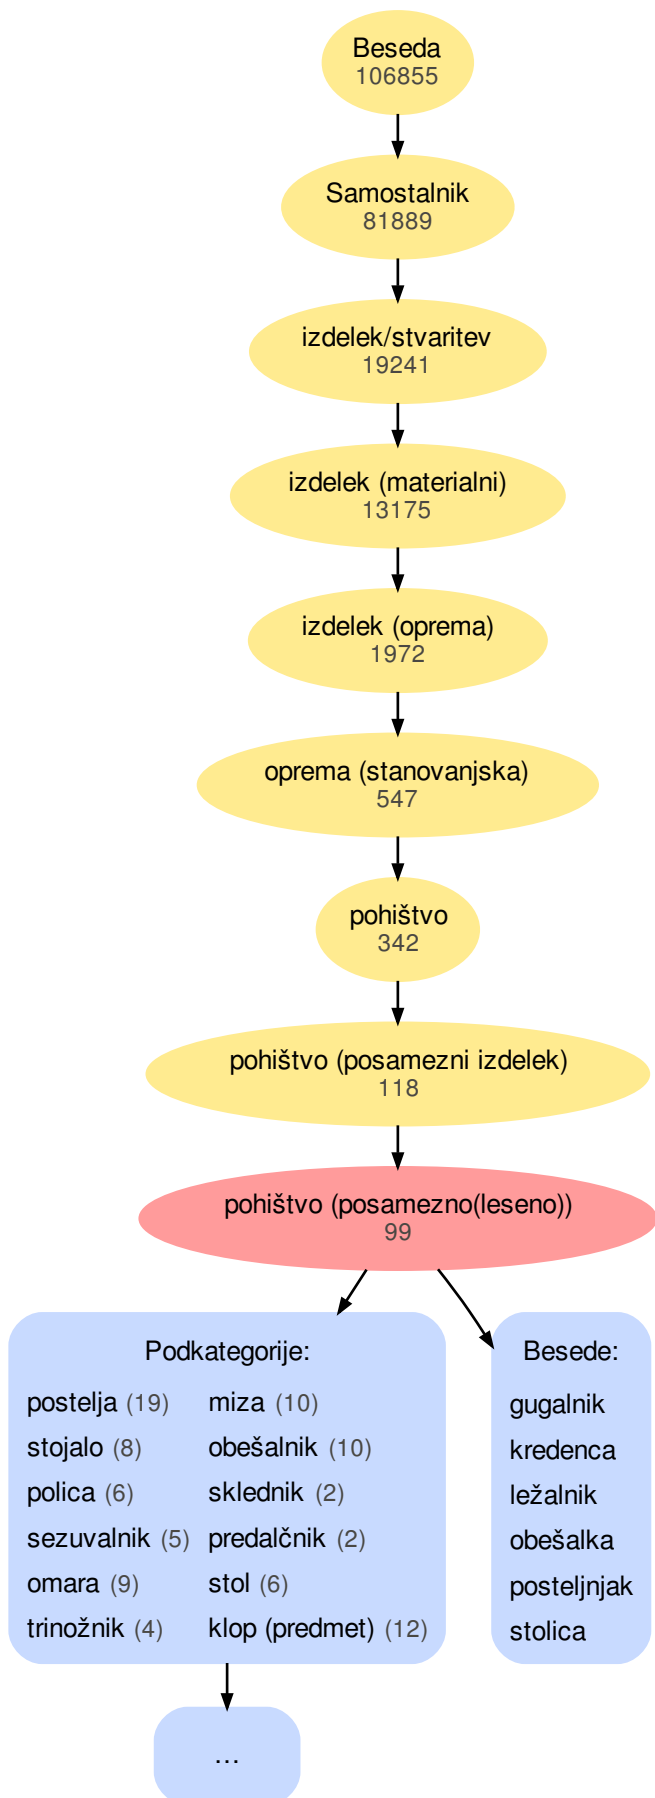 Beseda
106855
Samostalnik
81889
izdelek/stvaritev
19241
izdelek (materialni)
13175
izdelek (oprema)
1972
oprema (stanovanjska)
547
pohištvo
342
pohištvo (posamezni izdelek)
118
pohištvo (posamezno(leseno))
99
Podkategorije:
postelja (19) miza (10)
stojalo (8) obešalnik (10)
polica (6) sklednik (2)
sezuvalnik (5) predalčnik (2)
omara (9) stol (6)
trinožnik (4) klop (predmet) (12)
Besede:
gugalnik
kredenca
ležalnik
obešalka
posteljnjak
stolica
...